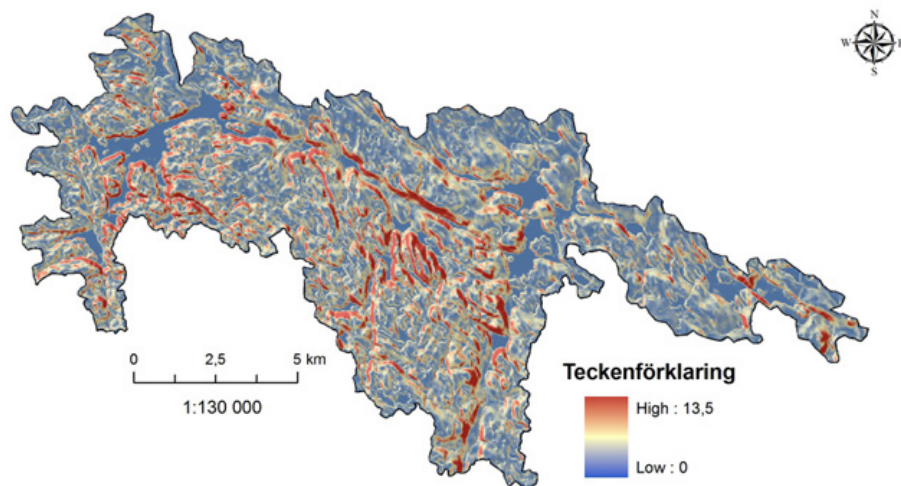 N
W E
S
0 2,5 5 km
1:130 000
Teckenförklaring
High : 13,5
Low : 0